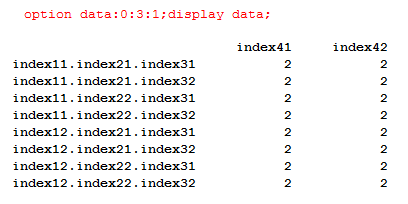 option data:0:3:1;display data;
index41 index42
index11.index21.index31 2 2
index11.index21.index32 2 2
index11.index22.index31 2 2
index11.index22.index32 2 2
index12.index21.index31 2 2
index12.index21.index32 2 2
index12.index22.index31 2 2
index12.index22.index32 2 2